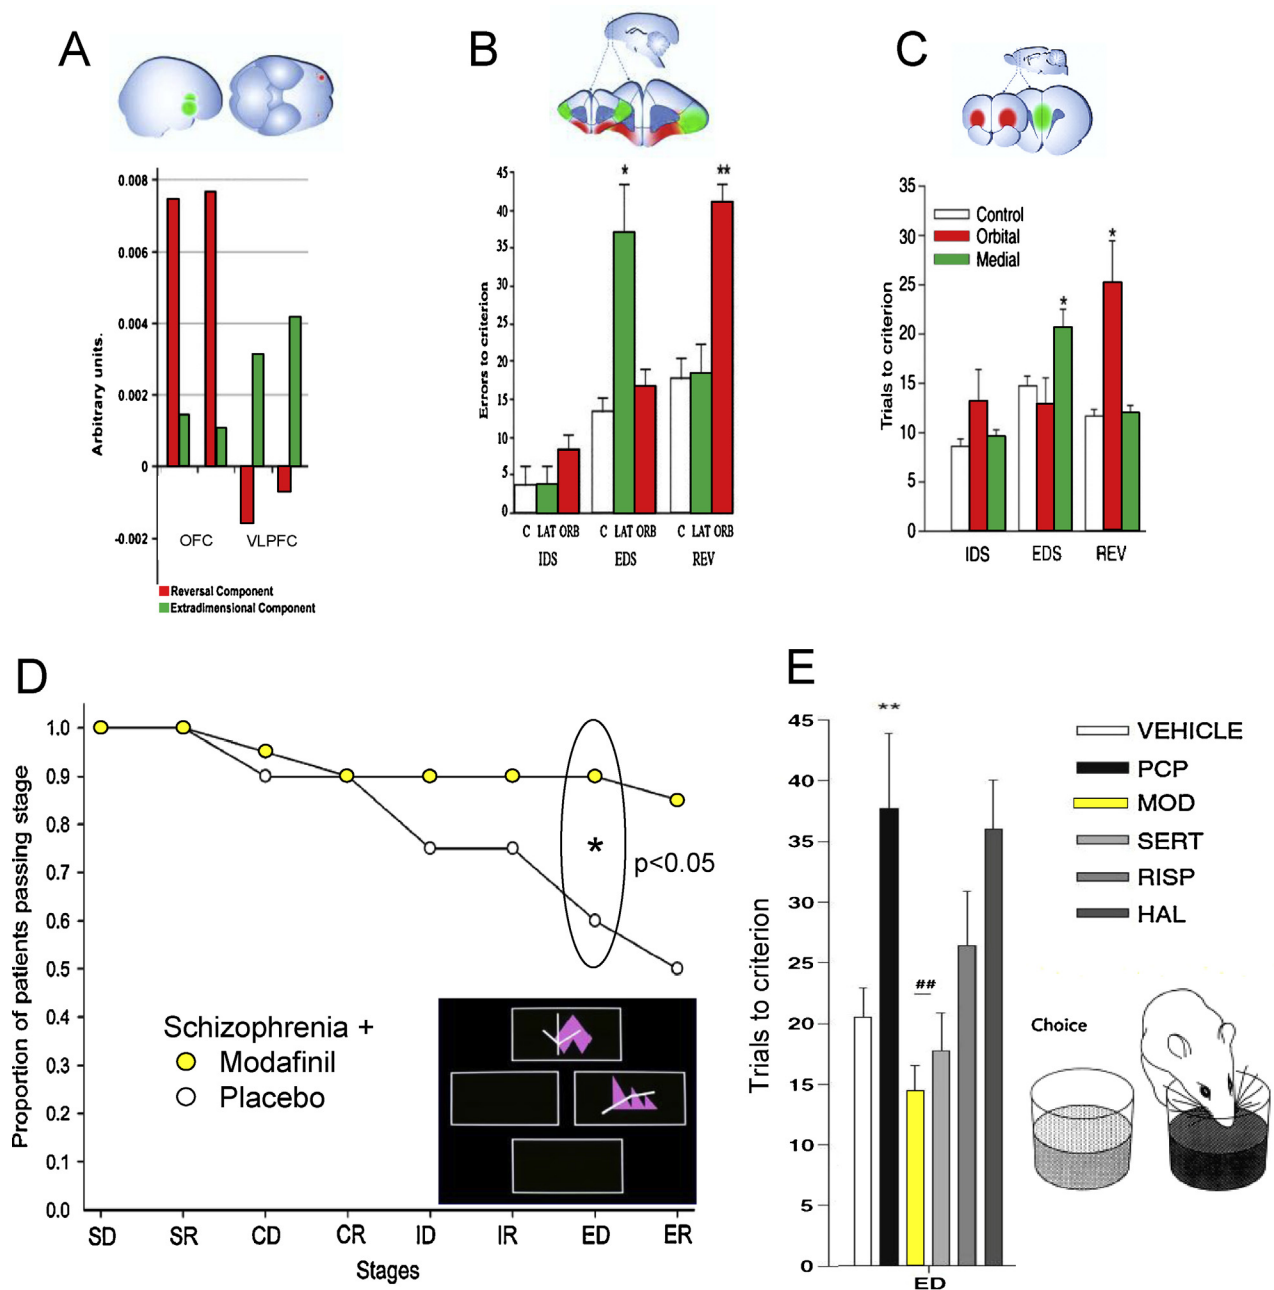 A
B
C
0.008
0.006
0.004
0.002
0
-0.002
Arbitrary units.
OFC VLPFC
Reversal Component
Extradimensional Component
45
40
35
30
25
20
15
10
5
0
Errors to criterion
*
**
C LAT ORB C LAT ORB C LAT ORB
IDS EDS REV
35
30
25
20
15
10
5
0
Trials to criterion
Control
Orbital
Medial
*
*
IDS EDS REV
D
1.0
0.9
0.8
0.7
0.6
0.5
0.4
0.3
0.2
0.1
0.0
Proportion of patients passing stage
*
p<0.05
Schizophrenia +
Modafinil
Placebo
SD SR CD CR ID IR ED ER
Stages
E
45
40
35
30
25
20
15
10
5
0
Trials to criterion
**
##
VEHICLE
PCP
MOD
SERT
RISP
HAL
Choice
ED